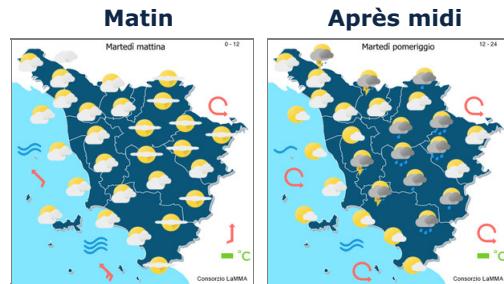 Matin
Après midi
Martedì mattina
0 - 12
Martedì pomeriggio
12 - 24
°C
°C
Consorzio LaMMA
Consorzio LaMMA